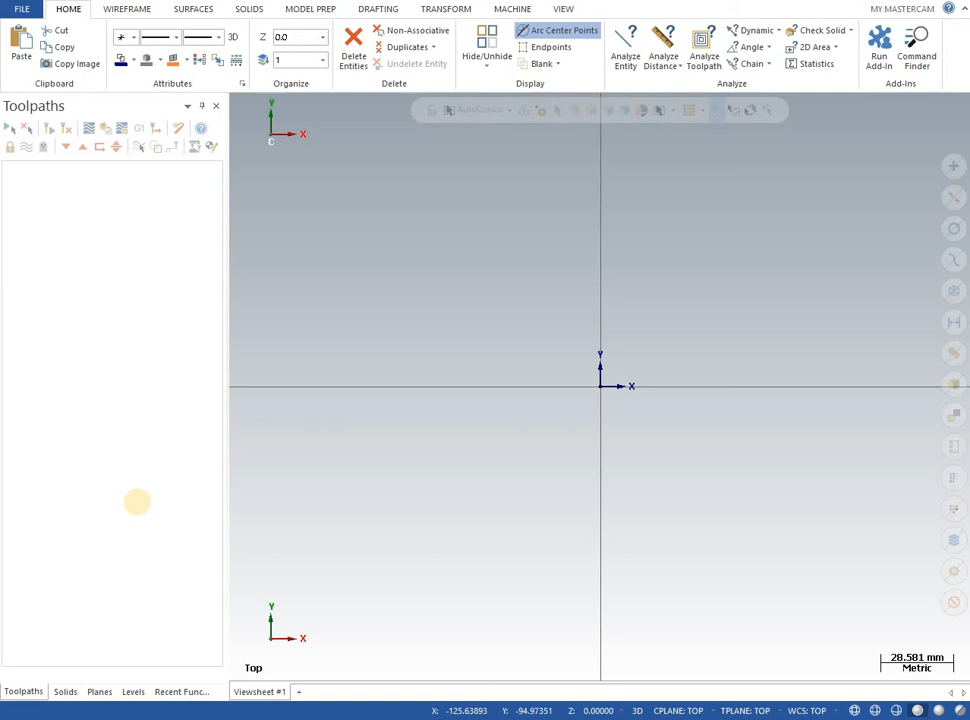 FILE HOME WIREFRAME SURFACES SOLIDS MODEL PREP DRAFTING TRANSFORM MACHINE VIEW MY MASTERCAM
Paste
Cut
Copy
Copy Image
Clipboard
3D
Attributes
Z 0.0
1
Organize
Delete
Entities
Non-Associative
Duplicates
Undelete Entity
Delete
Hide/Unhide
Arc Center Points
Endpoints
Blank
Display
Analyze
Entity
Analyze
Distance
Analyze
Toolpath
Dynamic
Angle
Chain
Check Solid
2D Area
Statistics
Analyze
Run
Add-In
Command
Finder
Add-Ins
Toolpaths
G1
AutoCursor
Y
X
C
Y
X
Y
X
Top
28.581 mm
Metric
Toolpaths Solids Planes Levels Recent Func...
Viewsheet #1 +
X: -125.63893 Y: -94.97351 Z: 0.00000 3D CPLANE: TOP TPLANE: TOP WCS: TOP